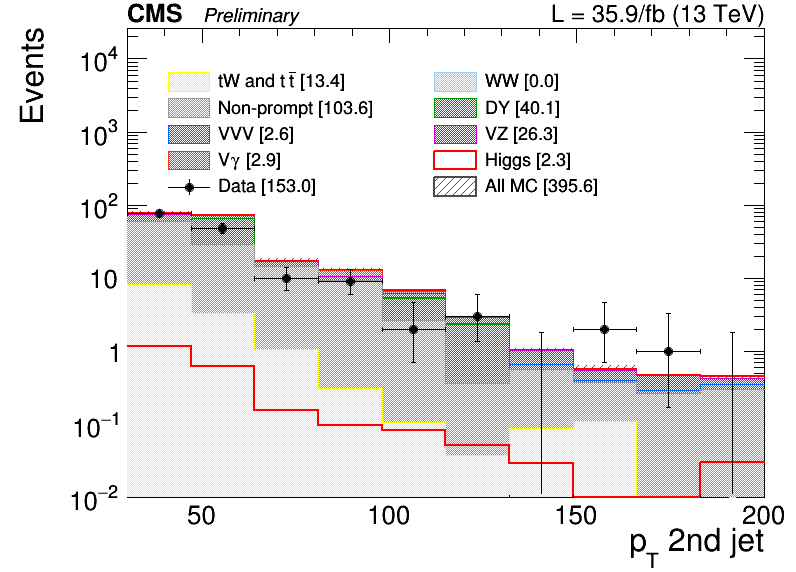 CMS Preliminary L = 35.9/fb (13 TeV)
Events
10⁴
10³
10²
10
1
10⁻¹
10⁻²
tW and t t̅ [13.4]
Non-prompt [103.6]
VVV [2.6]
Vγ [2.9]
Data [153.0]
WW [0.0]
DY [40.1]
VZ [26.3]
Higgs [2.3]
All MC [395.6]
50 100 150 200
p_T 2nd jet